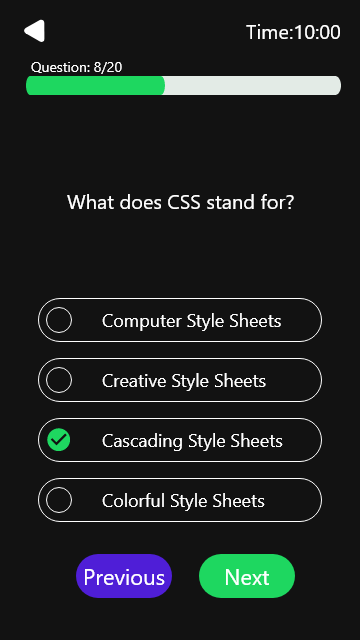 Time:10:00
Question: 8/20
What does CSS stand for?
Computer Style Sheets
Creative Style Sheets
Cascading Style Sheets
Colorful Style Sheets
Previous Next